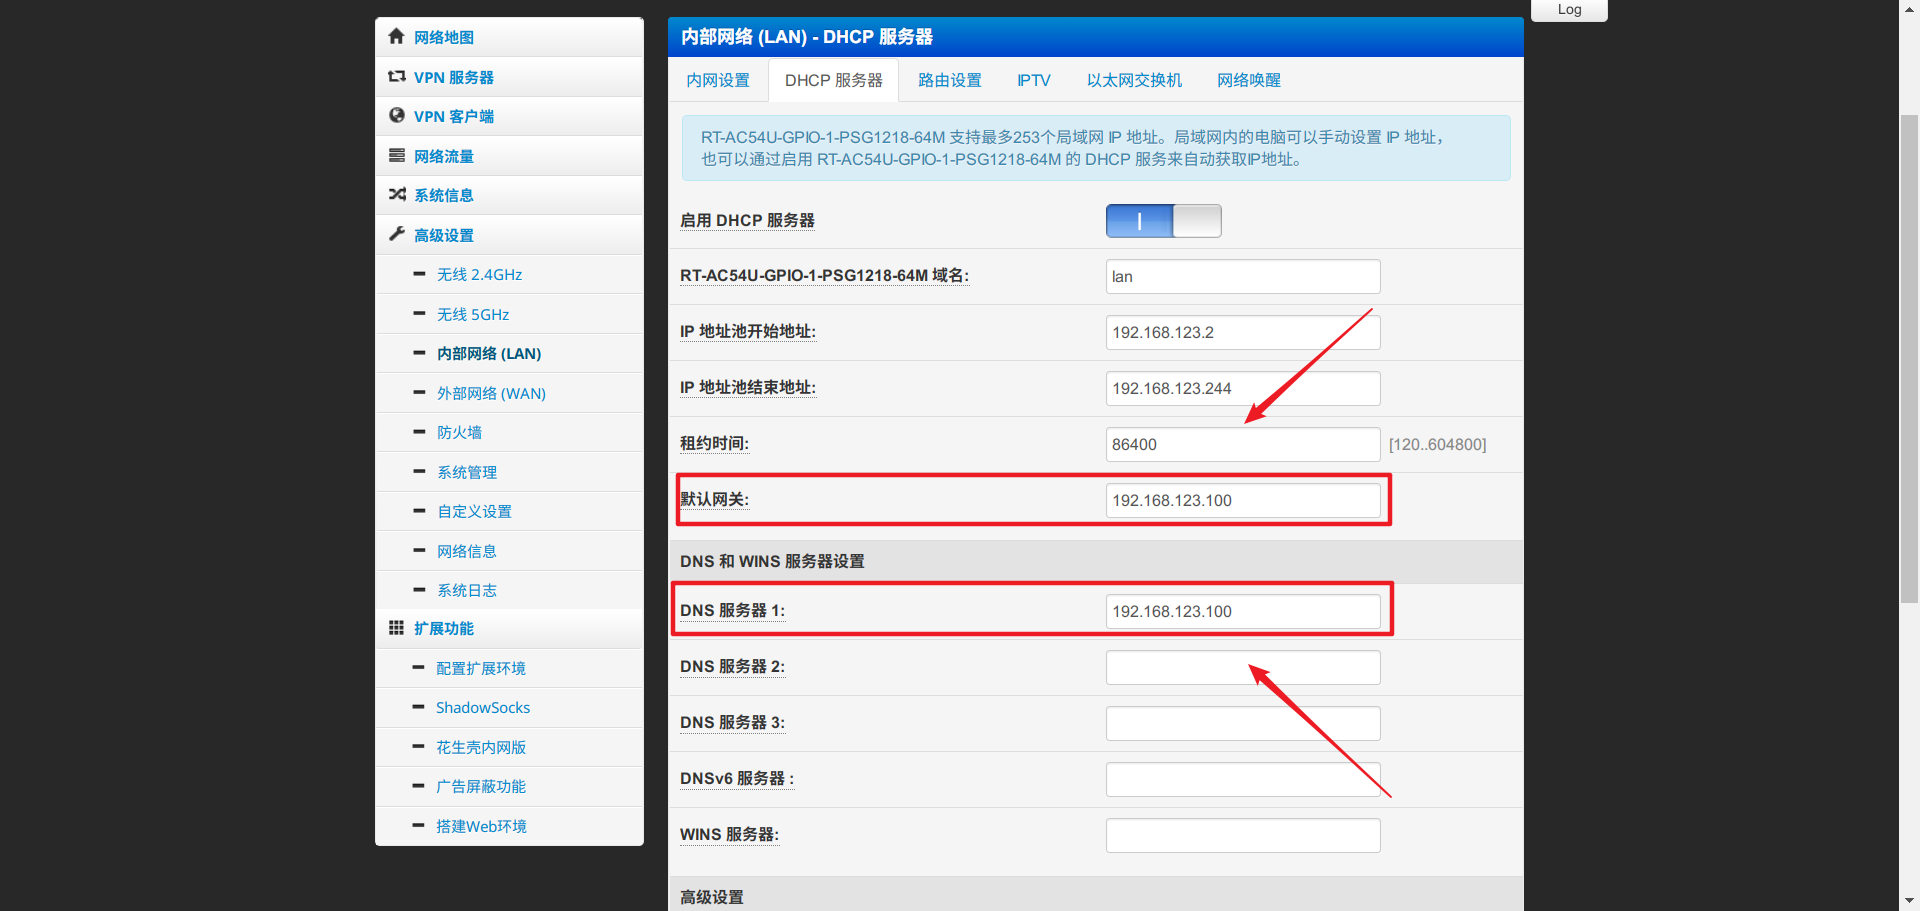 Log
网络地图
VPN 服务器
VPN 客户端
网络流量
系统信息
高级设置
无线 2.4GHz
无线 5GHz
内部网络 (LAN)
外部网络 (WAN)
防火墙
系统管理
自定义设置
网络信息
系统日志
扩展功能
配置扩展环境
ShadowSocks
花生壳内网版
广告屏蔽功能
搭建Web环境
内部网络 (LAN) - DHCP 服务器
内网设置
DHCP 服务器
路由设置
IPTV
以太网交换机
网络唤醒
RT-AC54U-GPIO-1-PSG1218-64M 支持最多253个局域网 IP 地址。局域网内的电脑可以手动设置 IP 地址，
也可以通过启用 RT-AC54U-GPIO-1-PSG1218-64M 的 DHCP 服务来自动获取IP地址。
启用 DHCP 服务器
RT-AC54U-GPIO-1-PSG1218-64M 域名: lan
IP 地址池开始地址: 192.168.123.2
IP 地址池结束地址: 192.168.123.244
租约时间: 86400 [120..604800]
默认网关: 192.168.123.100
DNS 和 WINS 服务器设置
DNS 服务器 1: 192.168.123.100
DNS 服务器 2:
DNS 服务器 3:
DNSv6 服务器 :
WINS 服务器:
高级设置